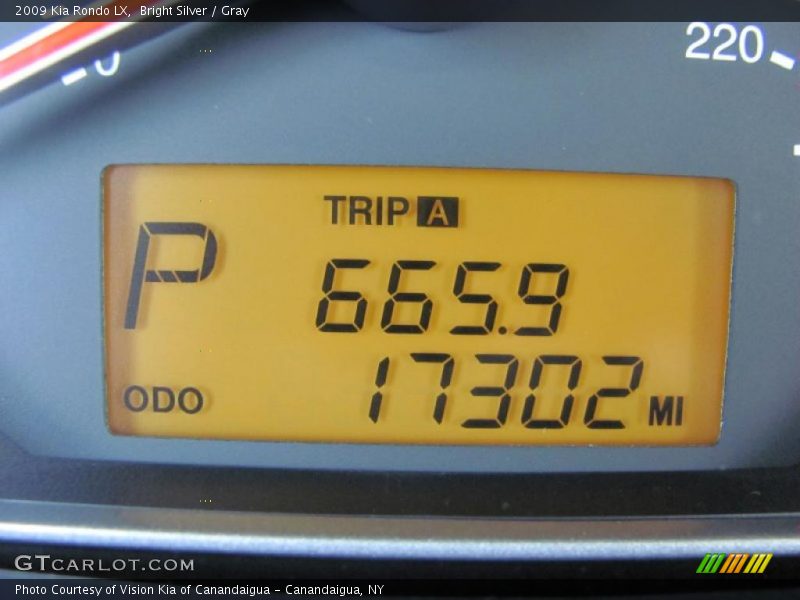 2009 Kia Rondo LX,  Bright Silver / Gray
0
220
TRIP A
P
665.9
ODO 17302 MI
GTCARLOT.COM
Photo Courtesy of Vision Kia of Canandaigua - Canandaigua, NY